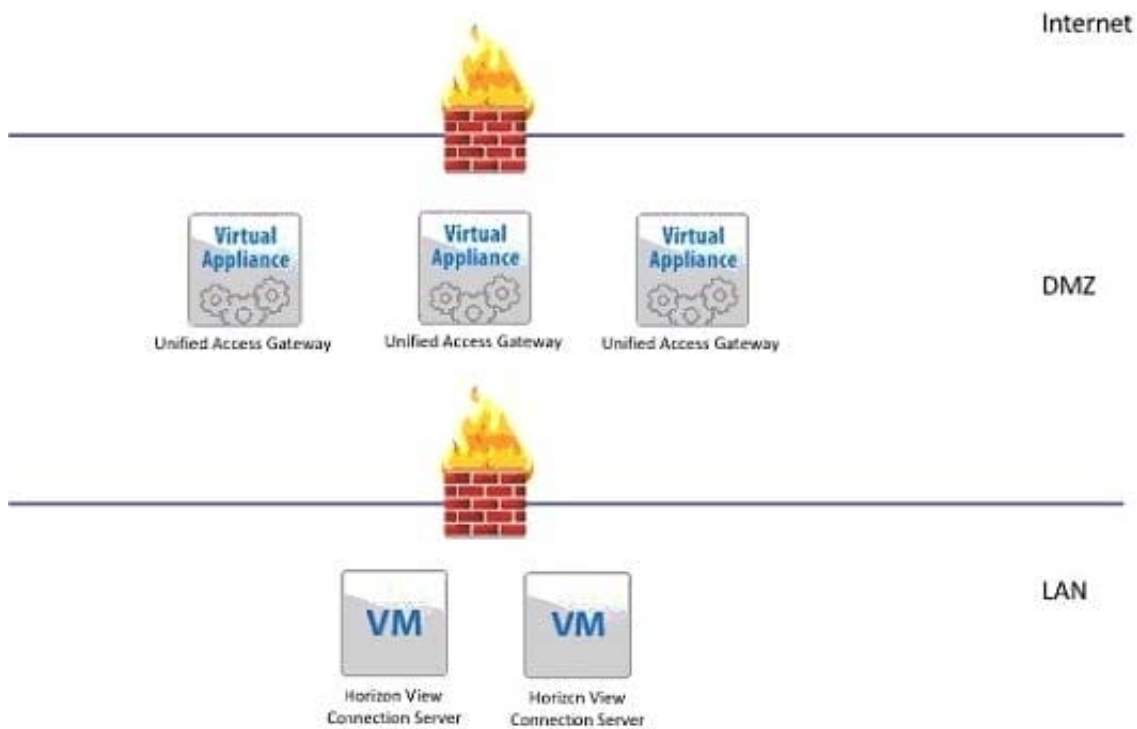 Internet
Virtual
Appliance
Unified Access Gateway
Virtual
Appliance
Unified Access Gateway
Virtual
Appliance
Unified Access Gateway
DMZ
VM
Horizon View
Connection Server
VM
Horizcn View
Connection Server
LAN